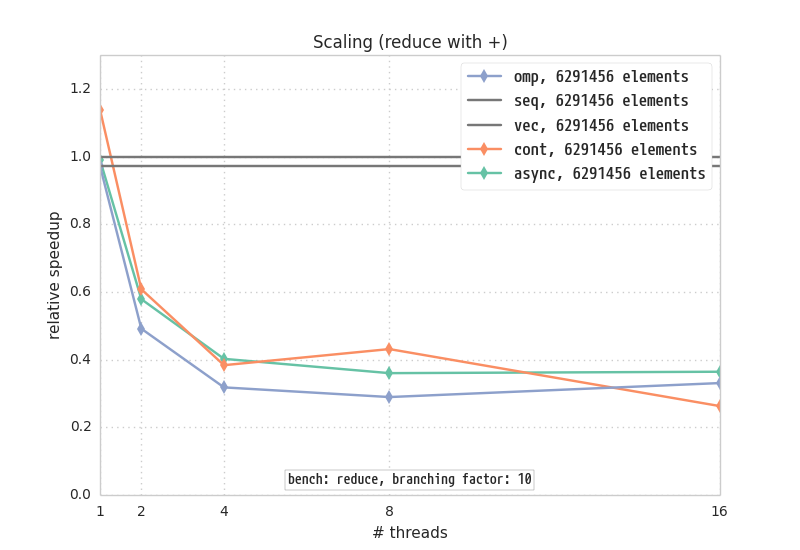 Scaling (reduce with +)
omp, 6291456 elements
seq, 6291456 elements
vec, 6291456 elements
cont, 6291456 elements
async, 6291456 elements
1.2
1.0
0.8
0.6
0.4
0.2
0.0
relative speedup
bench: reduce, branching factor: 10
1 2 4 8 16
# threads